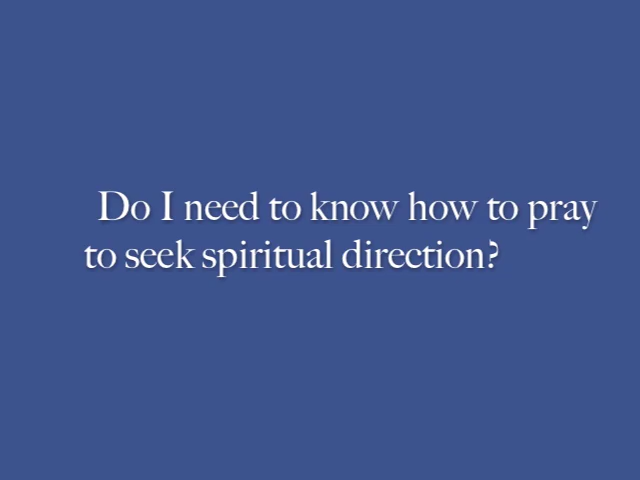 Do I need to know how to pray
to seek spiritual direction?